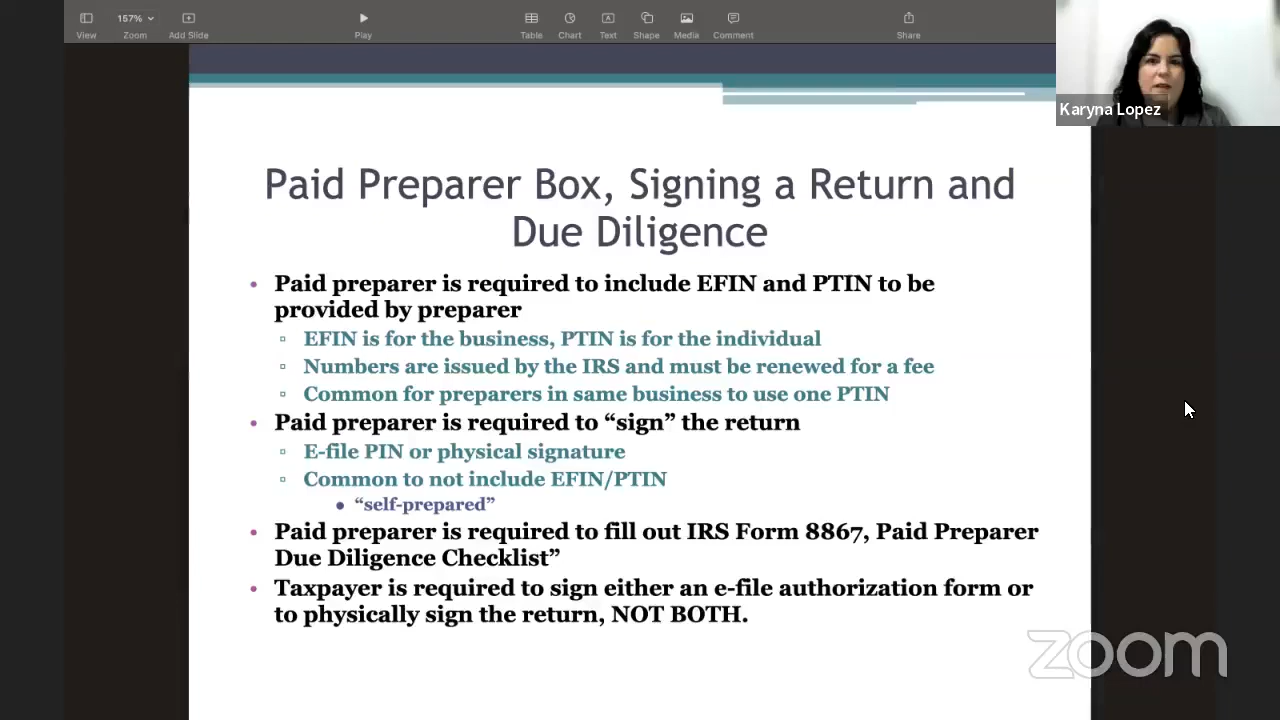 157%
View
Zoom
Add Slide
Play
Table
Chart
Text
Shape
Media
Comment
Share
Karyna Lopez
Paid Preparer Box, Signing a Return and
Due Diligence
• Paid preparer is required to include EFIN and PTIN to be
provided by preparer
▫ EFIN is for the business, PTIN is for the individual
▫ Numbers are issued by the IRS and must be renewed for a fee
▫ Common for preparers in same business to use one PTIN
• Paid preparer is required to “sign” the return
▫ E-file PIN or physical signature
▫ Common to not include EFIN/PTIN
● “self-prepared”
• Paid preparer is required to fill out IRS Form 8867, Paid Preparer
Due Diligence Checklist”
• Taxpayer is required to sign either an e-file authorization form or
to physically sign the return, NOT BOTH.
zoom